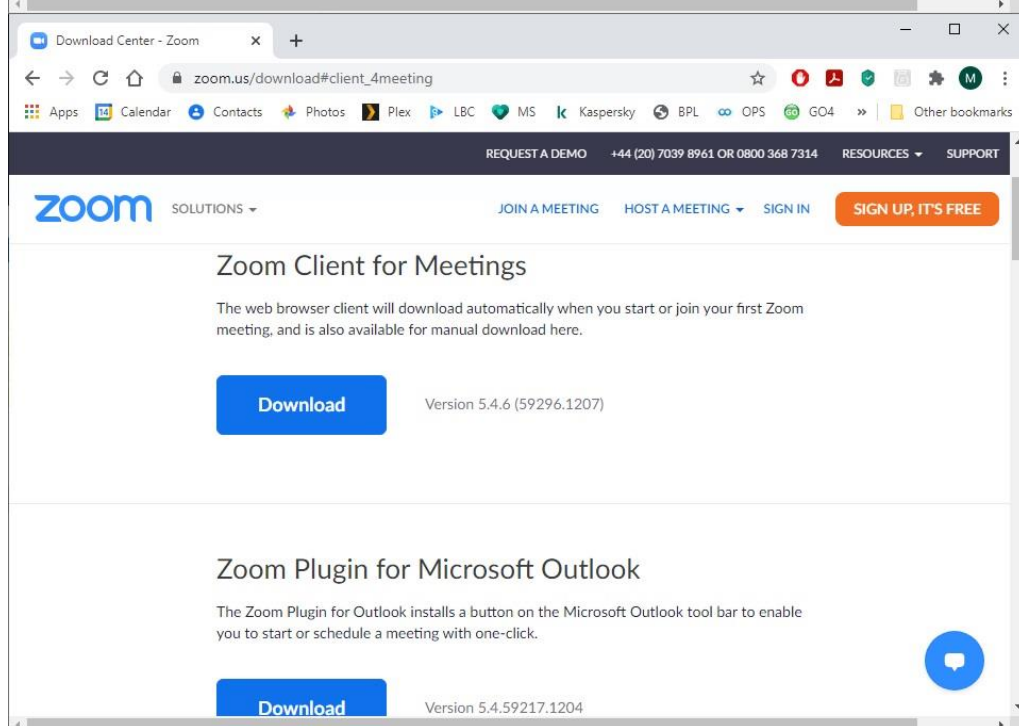 Download Center - Zoom
zoom.us/download#client_4meeting
M
Apps 14 Calendar Contacts Photos Plex LBC MS k Kaspersky BPL OPS GO GO4 » Other bookmarks
REQUEST A DEMO +44 (20) 7039 8961 OR 0800 368 7314 RESOURCES SUPPORT
zoom SOLUTIONS JOIN A MEETING HOST A MEETING SIGN IN SIGN UP, IT'S FREE
Zoom Client for Meetings
The web browser client will download automatically when you start or join your first Zoom
meeting, and is also available for manual download here.
Download Version 5.4.6 (59296.1207)
Zoom Plugin for Microsoft Outlook
The Zoom Plugin for Outlook installs a button on the Microsoft Outlook tool bar to enable
you to start or schedule a meeting with one-click.
Download Version 5.4.59217.1204